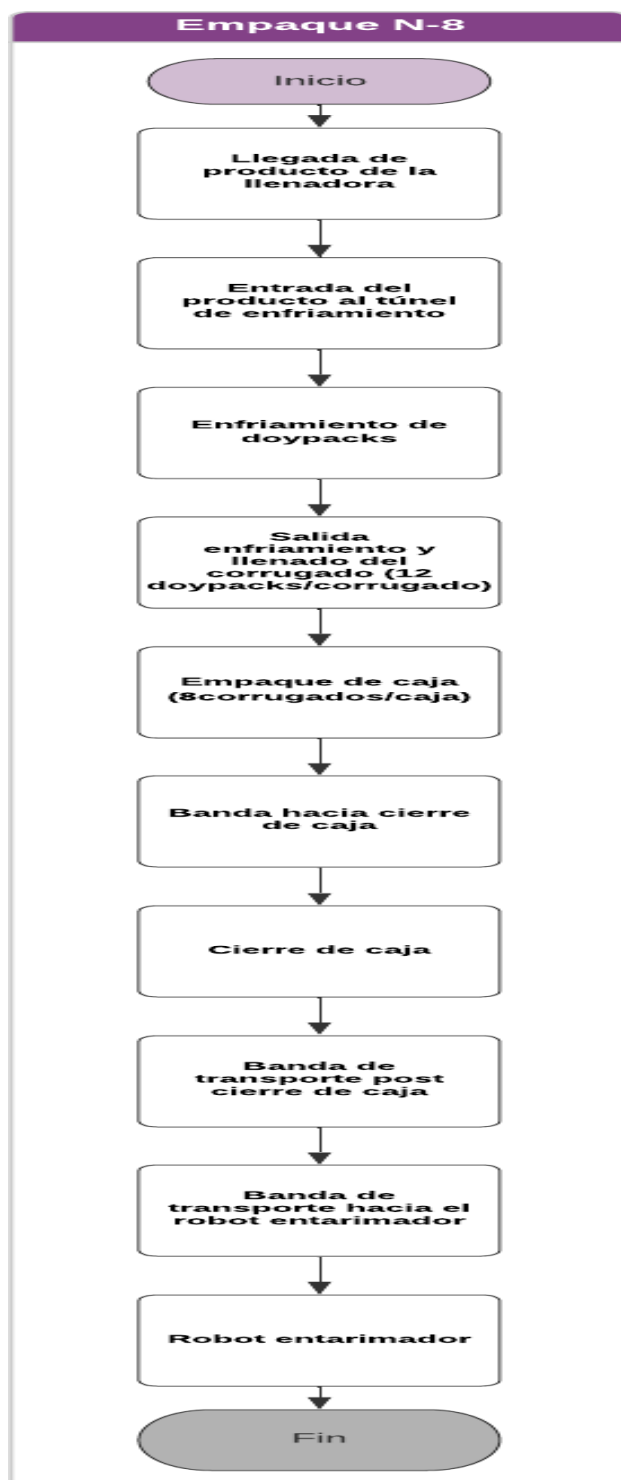 Empaque N-8
Inicio
Llegada de
producto de la
llenadora
Entrada del
producto al túnel
de enfriamiento
Enfriamiento de
doypacks
Salida
enfriamiento y
llenado del
corrugado (12
doypacks/corrugado)
Empaque de caja
(8corrugados/caja)
Banda hacia cierre
de caja
Cierre de caja
Banda de
transporte post
cierre de caja
Banda de
transporte hacia el
robot entarimador
Robot entarimador
Fin